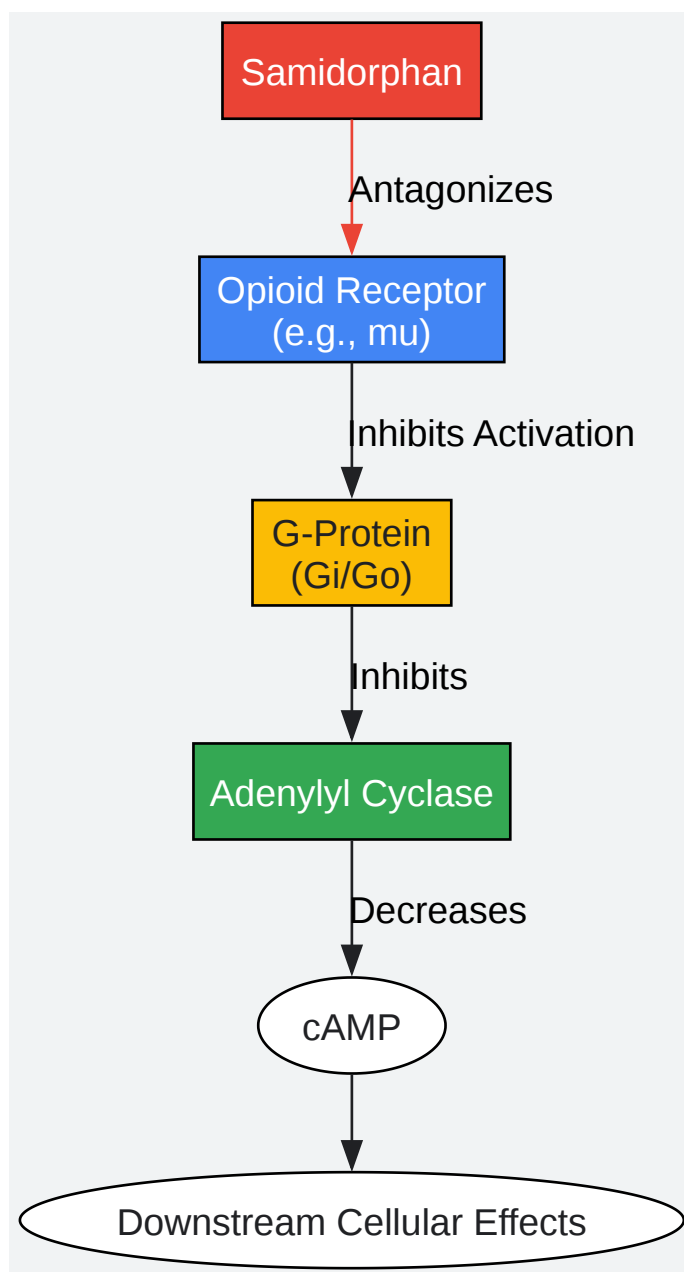 Samidorphan
Antagonizes
Opioid Receptor
(e.g., mu)
Inhibits Activation
G-Protein
(Gi/Go)
Inhibits
Adenylyl Cyclase
Decreases
cAMP
Downstream Cellular Effects